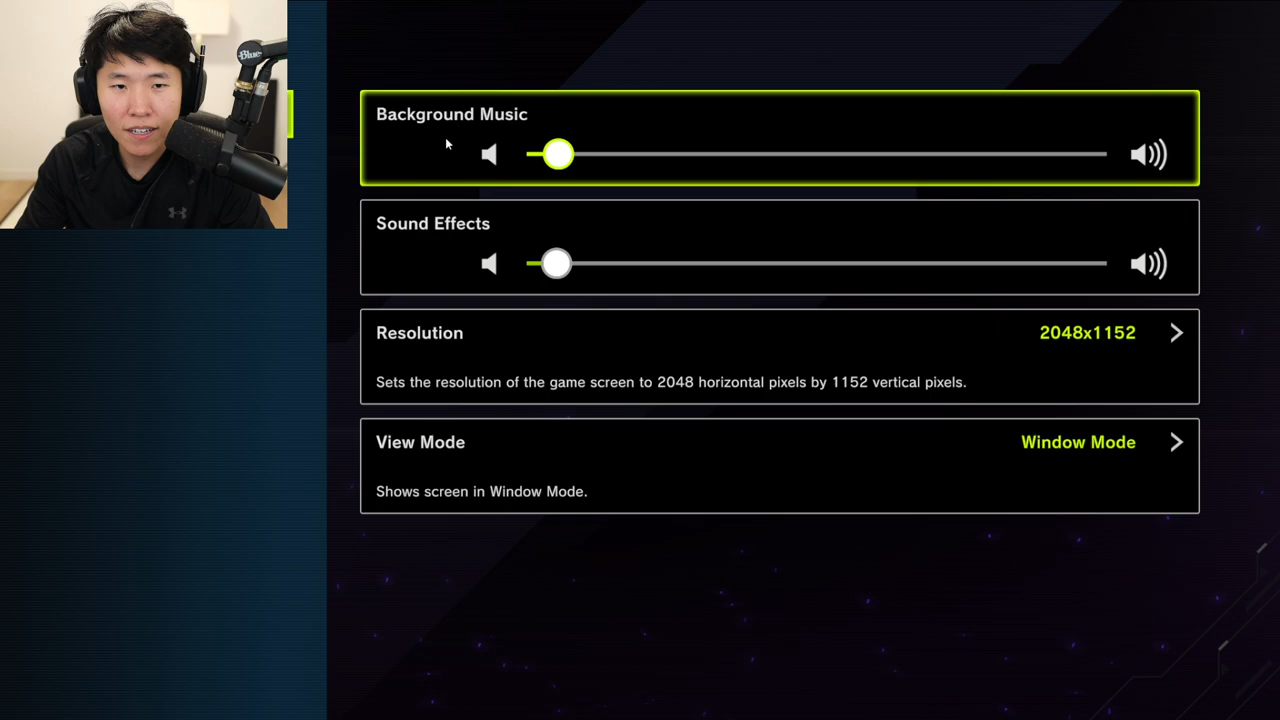 Blue
Background Music
Sound Effects
Resolution
2048x1152
Sets the resolution of the game screen to 2048 horizontal pixels by 1152 vertical pixels.
View Mode
Window Mode
Shows screen in Window Mode.